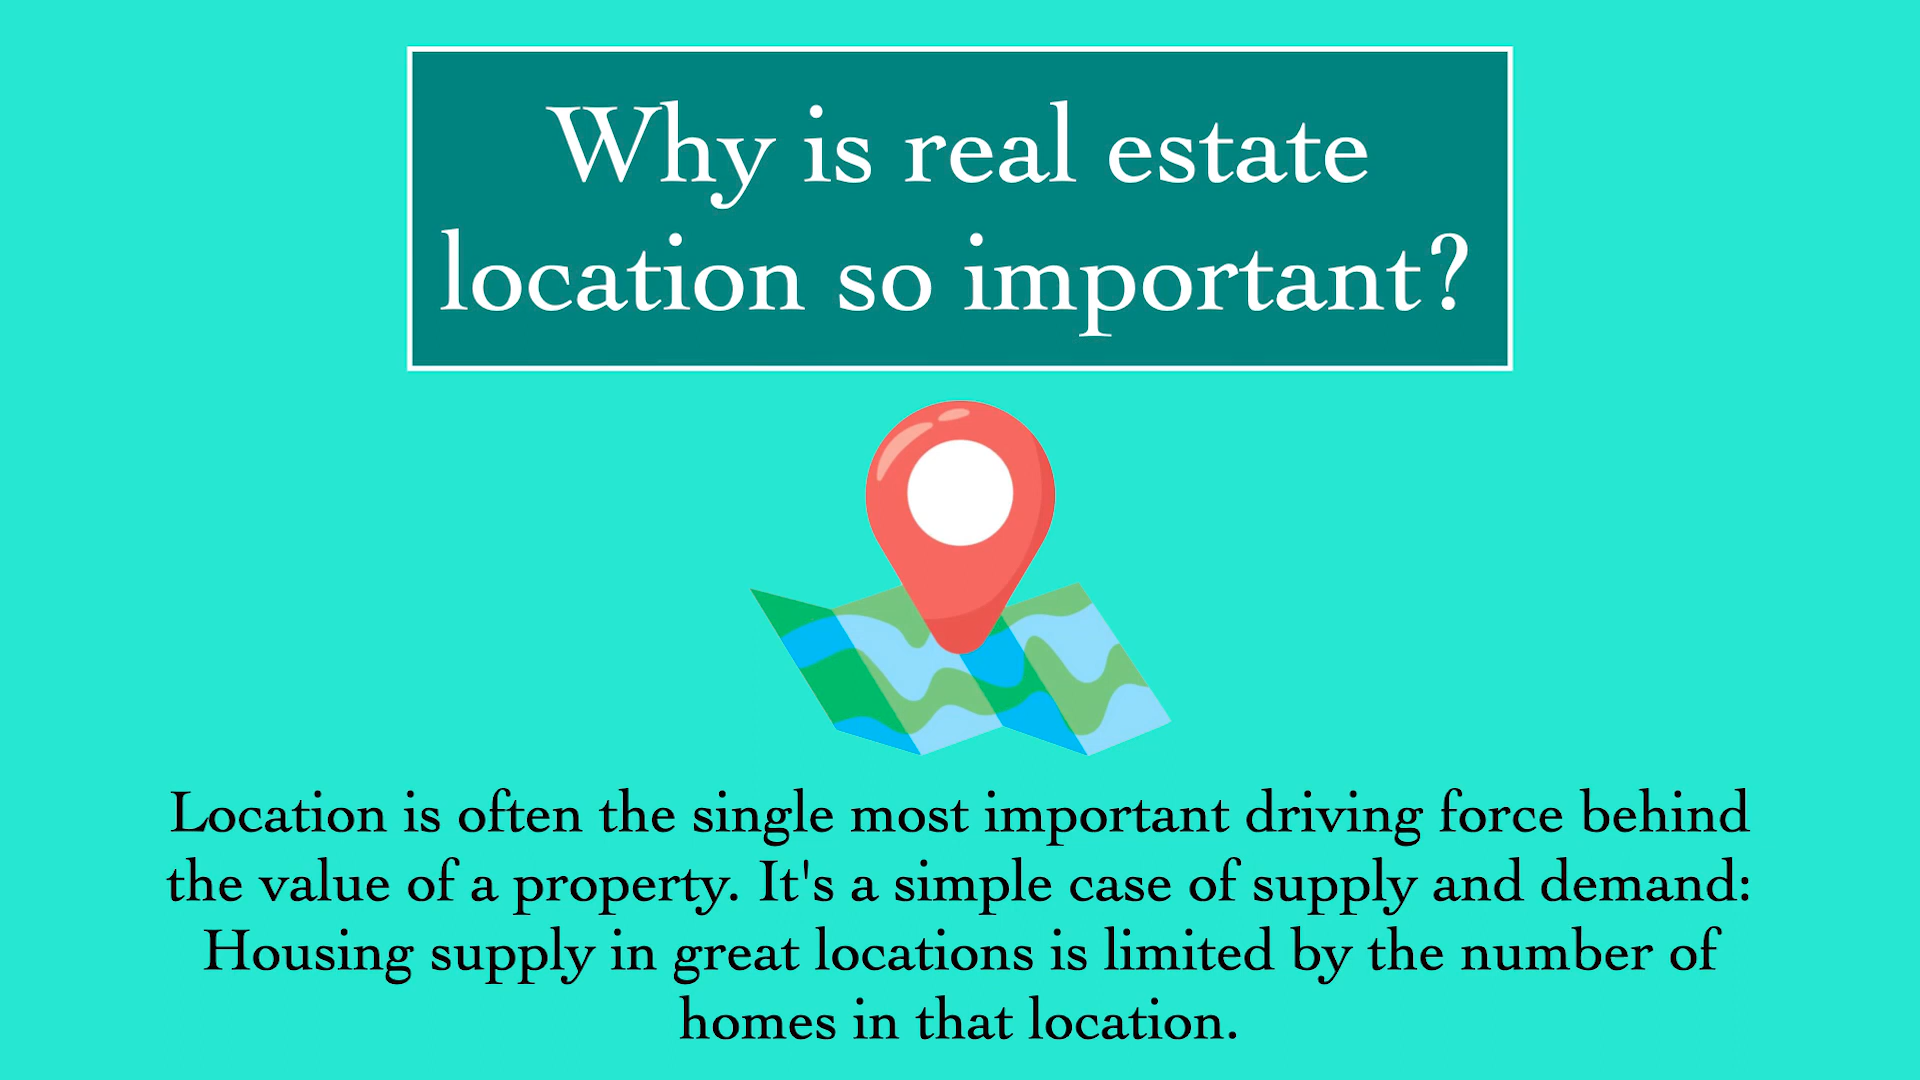 Why is real estate
location so important?
Location is often the single most important driving force behind
the value of a property. It's a simple case of supply and demand:
Housing supply in great locations is limited by the number of
homes in that location.